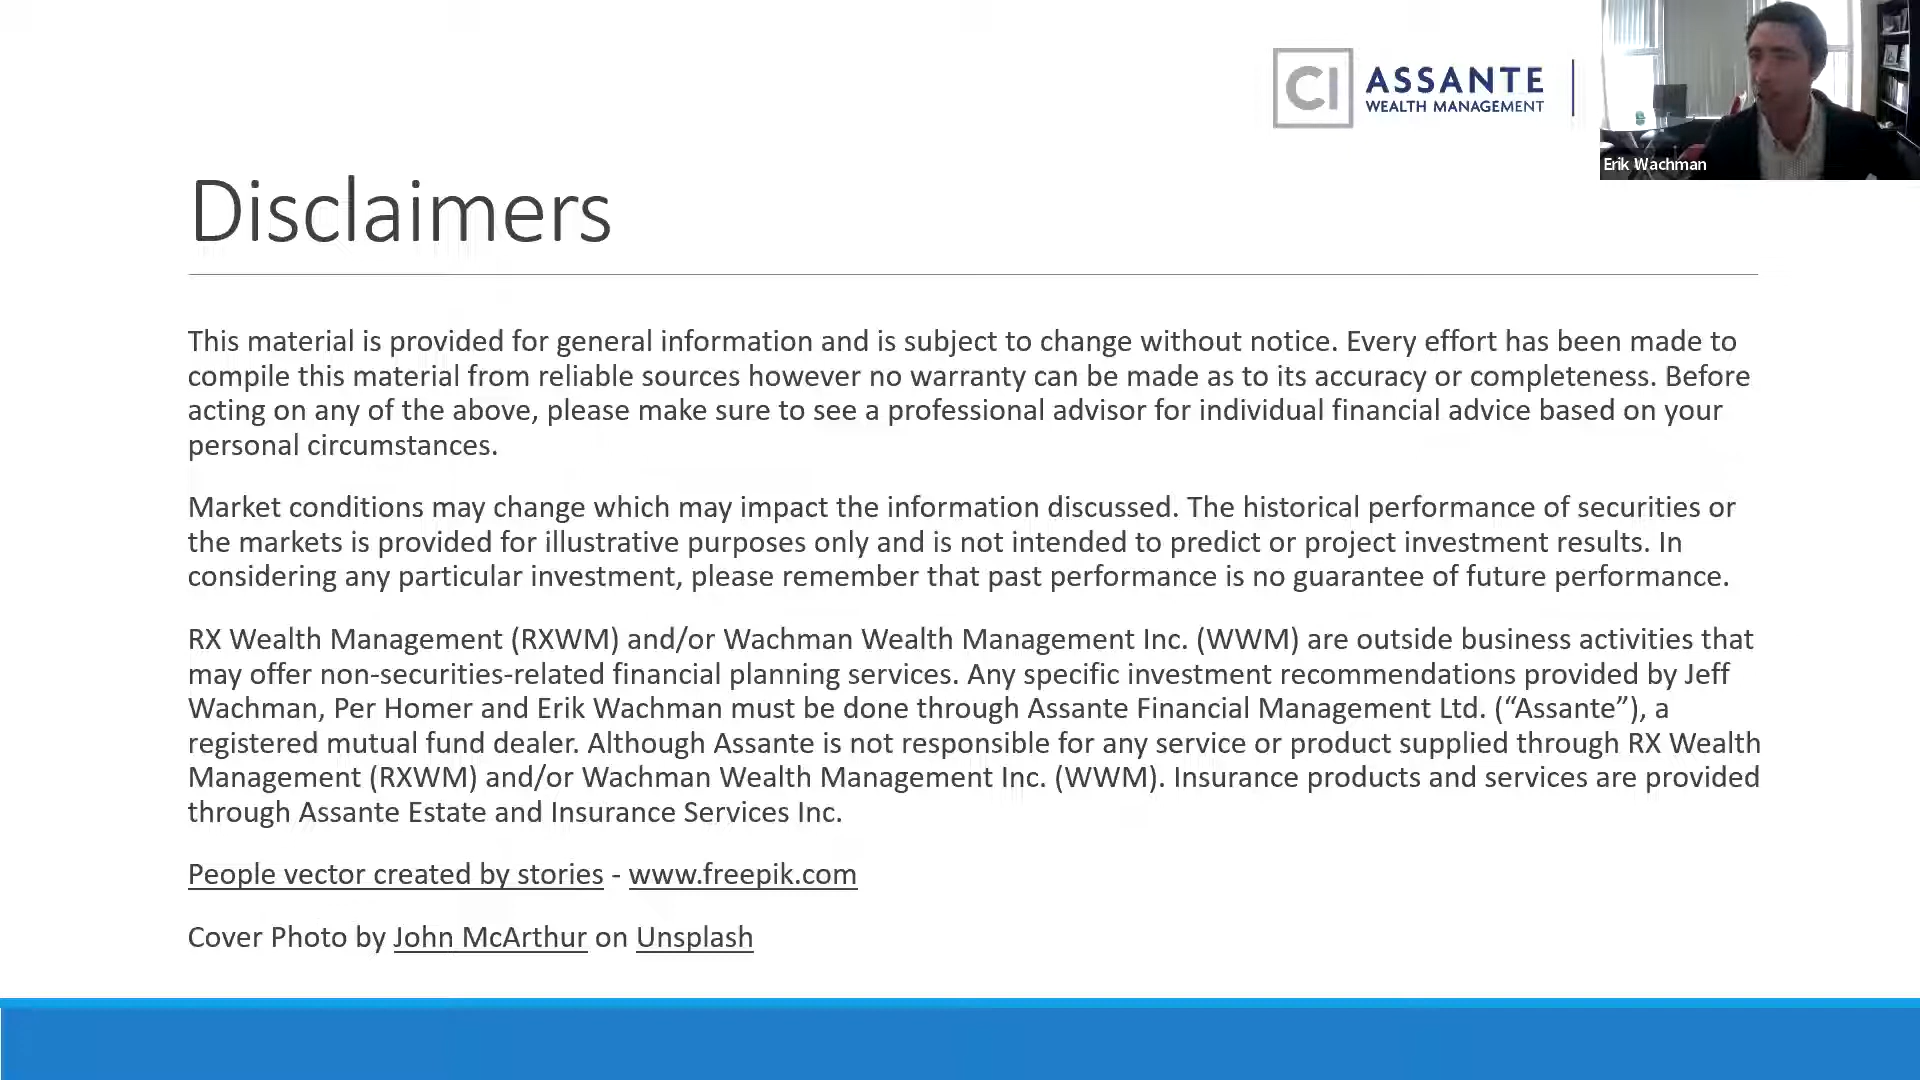 CI ASSANTE
WEALTH MANAGEMENT
Erik Wachman
Disclaimers
This material is provided for general information and is subject to change without notice. Every effort has been made to
compile this material from reliable sources however no warranty can be made as to its accuracy or completeness. Before
acting on any of the above, please make sure to see a professional advisor for individual financial advice based on your
personal circumstances.
Market conditions may change which may impact the information discussed. The historical performance of securities or
the markets is provided for illustrative purposes only and is not intended to predict or project investment results. In
considering any particular investment, please remember that past performance is no guarantee of future performance.
RX Wealth Management (RXWM) and/or Wachman Wealth Management Inc. (WWM) are outside business activities that
may offer non-securities-related financial planning services. Any specific investment recommendations provided by Jeff
Wachman, Per Homer and Erik Wachman must be done through Assante Financial Management Ltd. (“Assante”), a
registered mutual fund dealer. Although Assante is not responsible for any service or product supplied through RX Wealth
Management (RXWM) and/or Wachman Wealth Management Inc. (WWM). Insurance products and services are provided
through Assante Estate and Insurance Services Inc.
People vector created by stories - www.freepik.com
Cover Photo by John McArthur on Unsplash